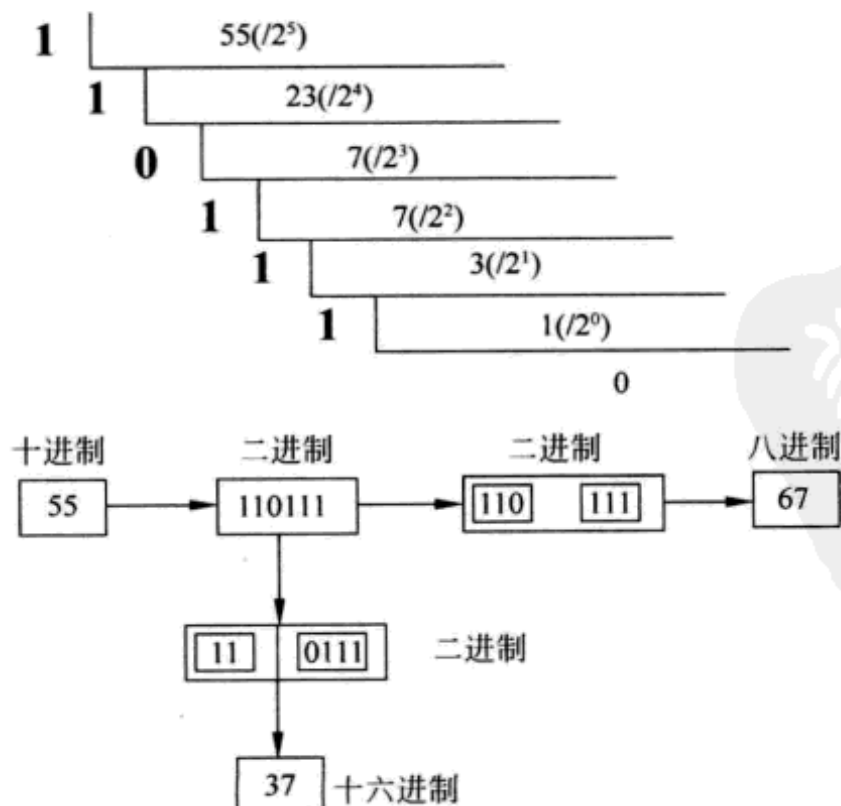 1 55(/2⁵)
1 23(/2⁴)
0 7(/2³)
1 7(/2²)
1 3(/2¹)
1 1(/2⁰)
0
十进制 二进制 二进制 八进制
55 110111 110 111 67
11 0111 二进制
37 十六进制